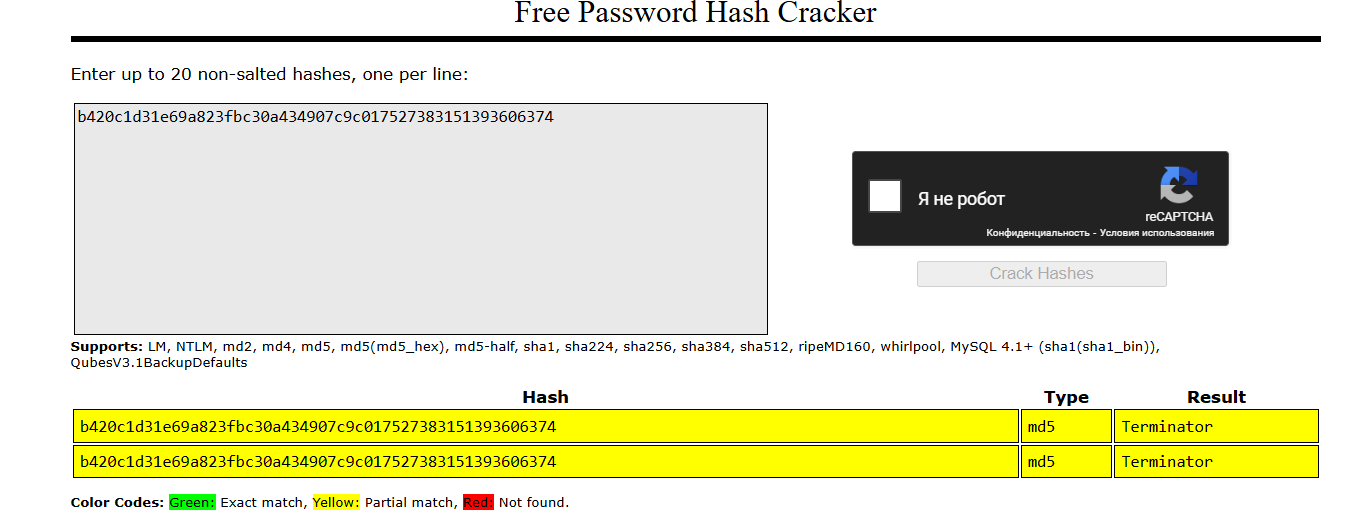 Free Password Hash Cracker
Enter up to 20 non-salted hashes, one per line:
b420c1d31e69a823fbc30a434907c9c017527383151393606374
Я не робот
reCAPTCHA
Конфиденциальность - Условия использования
Crack Hashes
Supports: LM, NTLM, md2, md4, md5, md5(md5_hex), md5-half, sha1, sha224, sha256, sha384, sha512, ripeMD160, whirlpool, MySQL 4.1+ (sha1(sha1_bin)),
QubesV3.1BackupDefaults
Hash Type Result
b420c1d31e69a823fbc30a434907c9c017527383151393606374 md5 Terminator
b420c1d31e69a823fbc30a434907c9c017527383151393606374 md5 Terminator
Color Codes: Green: Exact match, Yellow: Partial match, Red: Not found.